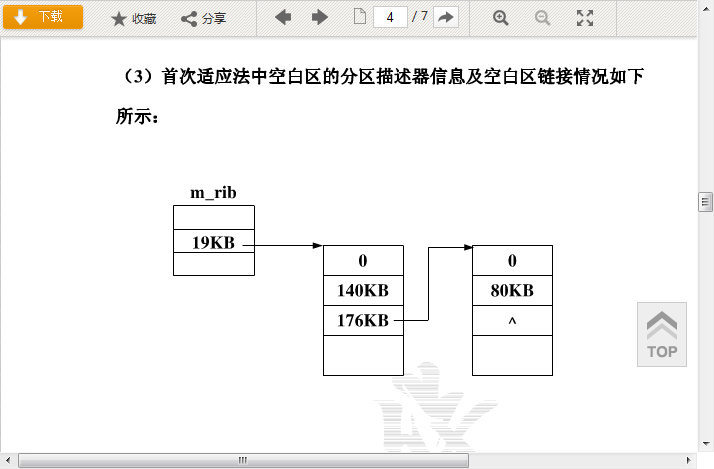 下载
收藏
分享
4 / 7
（3）首次适应法中空白区的分区描述器信息及空白区链接情况如下
所示：
m_rib
19KB
0
140KB
176KB
0
80KB
^
TOP